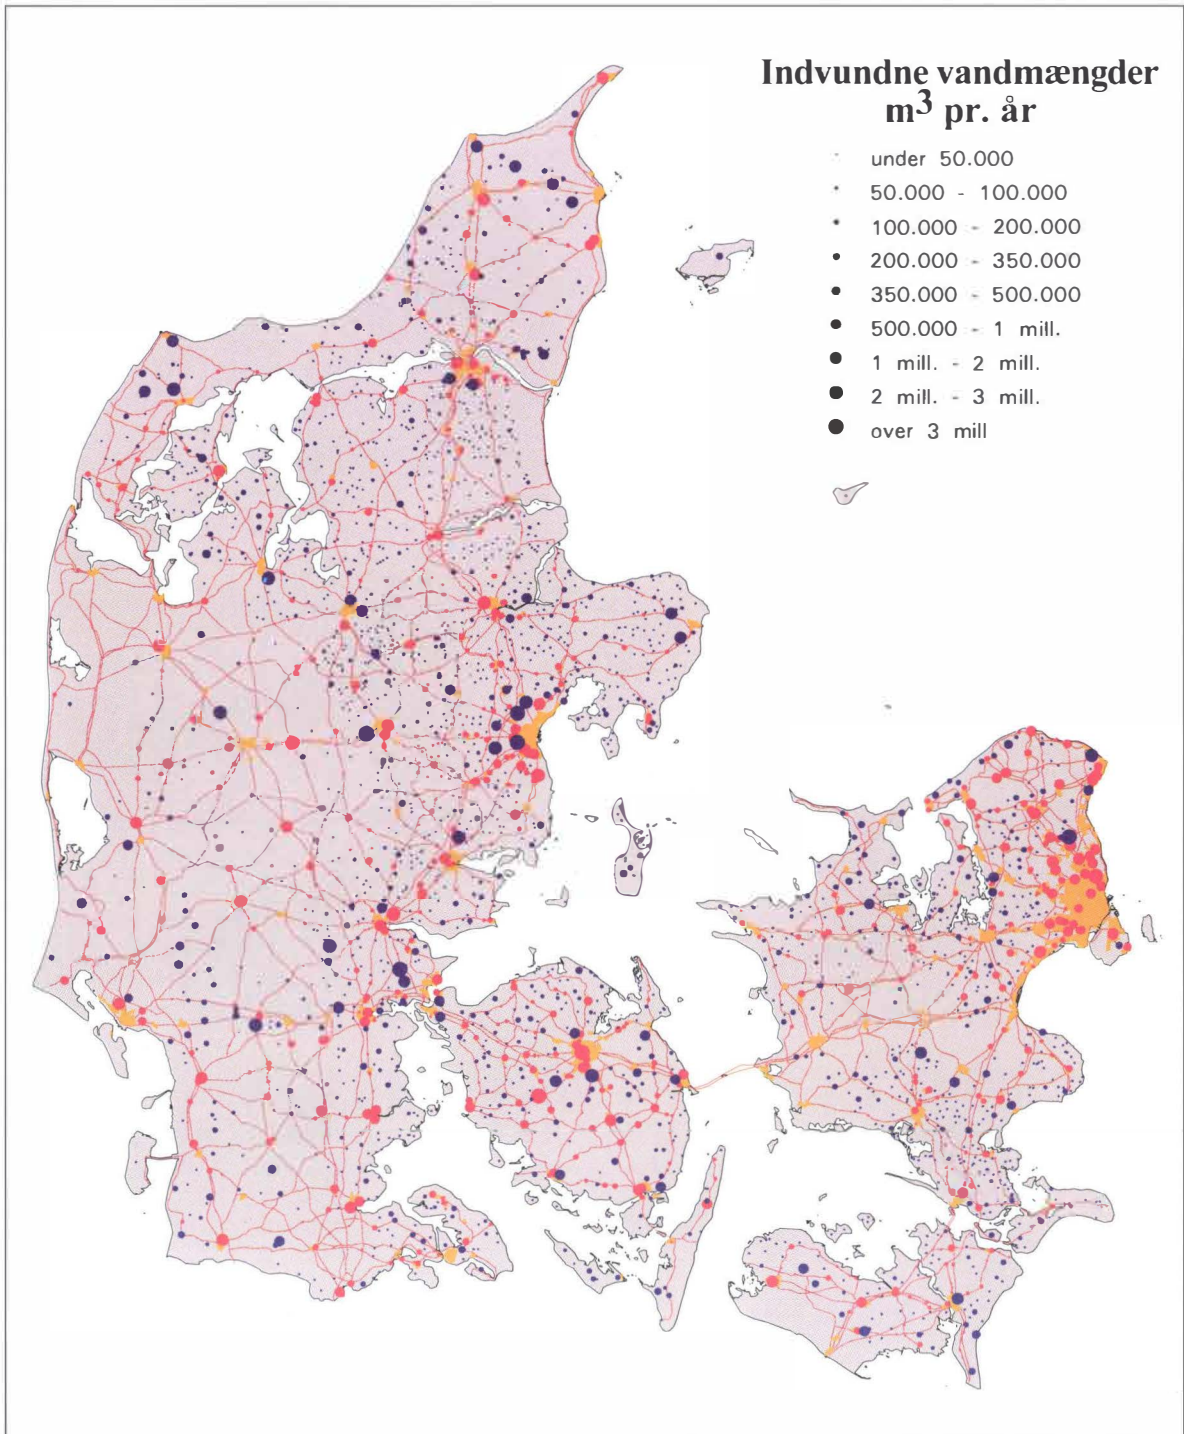 Indvundne vandmængder
m³ pr. år
under 50.000
50.000 - 100.000
100.000 - 200.000
200.000 - 350.000
350.000 - 500.000
500.000 - 1 mill.
1 mill. - 2 mill.
2 mill. - 3 mill.
over 3 mill